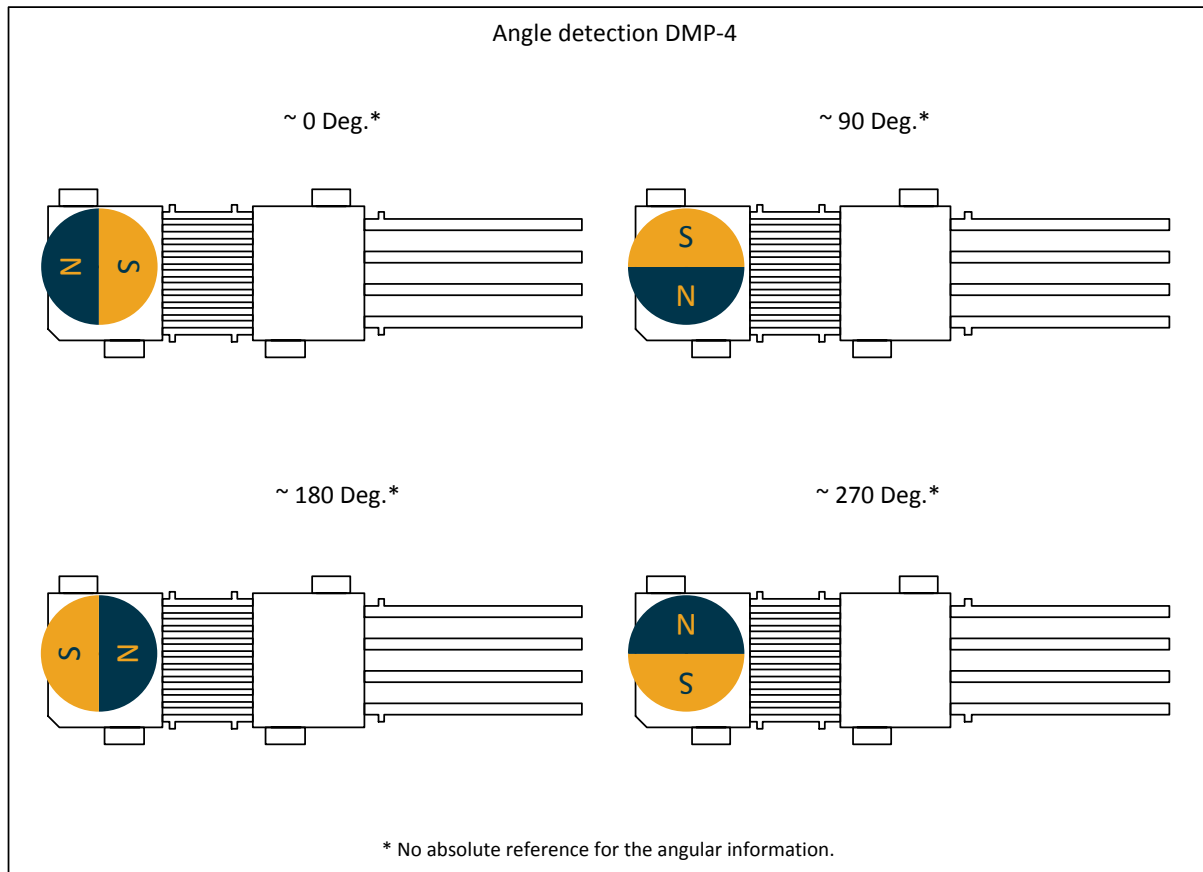 Angle detection DMP-4
~ 0 Deg.*
~ 90 Deg.*
N S
S
N
~ 180 Deg.*
~ 270 Deg.*
S N
N
S
* No absolute reference for the angular information.